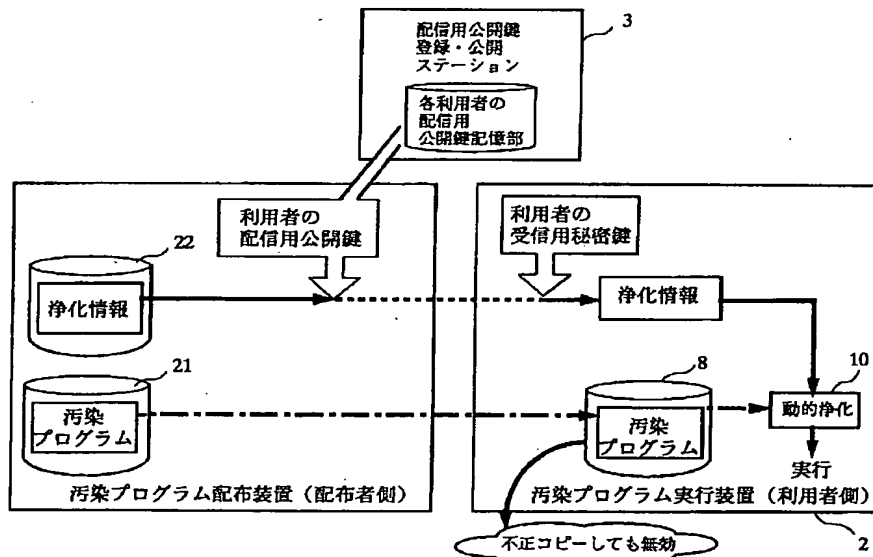 配信用公開鍵
登録・公開
ステーション
3
各利用者の
配信用
公開鍵記憶部
利用者の
配信用公開鍵
利用者の
受信用秘密鍵
22
浄化情報
浄化情報
21
8
10
汚染
プログラム
汚染
プログラム
動的浄化
実行
汚染プログラム配布装置（配布者側）
汚染プログラム実行装置（利用者側）
不正コピーしても無効
2